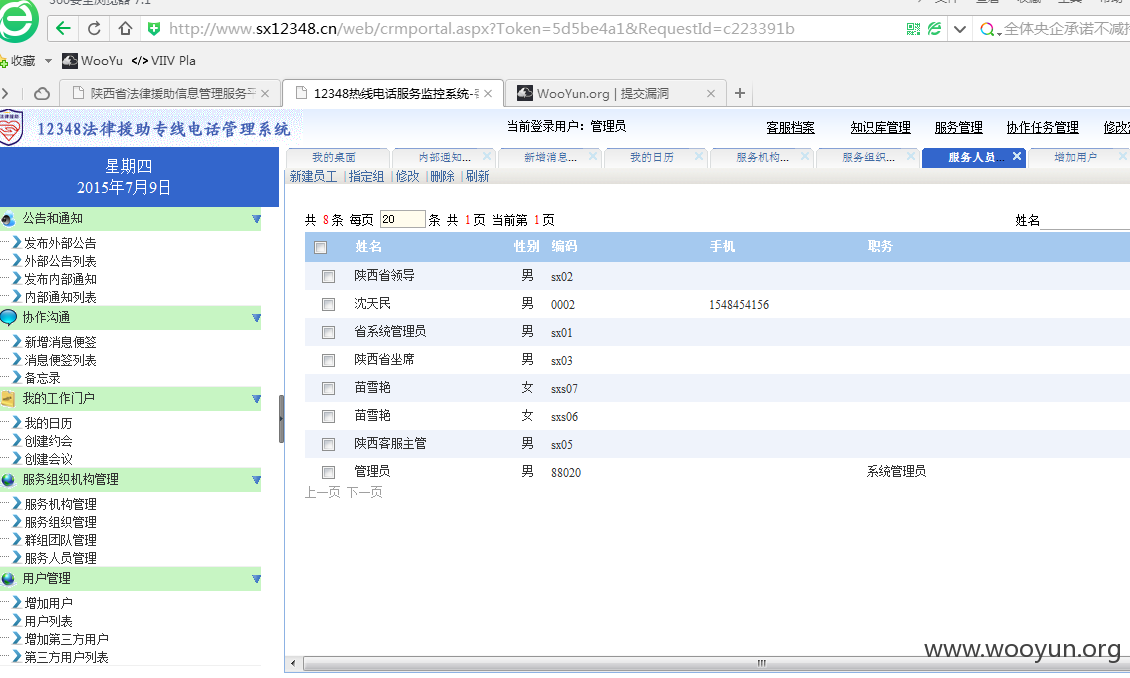 360安全浏览器 7.1
http://www.sx12348.cn/web/crmportal.aspx?Token=5d5be4a1&RequestId=c223391b
全体央企承诺不减持
收藏 WooYu </> VIIV Pla
陕西省法律援助信息管理服务平 12348热线电话服务监控系统- WooYun.org | 提交漏洞
12348法律援助专线电话管理系统
当前登录用户：管理员
客服档案 知识库管理 服务管理 协作任务管理
星期四
2015年7月9日
我的桌面 内部通知... 新增消息... 我的日历 服务机构... 服务组织... 服务人员... 增加用户
新建员工 |指定组 |修改 |删除 |刷新
公告和通知
发布外部公告
外部公告列表
发布内部通知
内部通知列表
协作沟通
新增消息便签
消息便签列表
备忘录
我的工作门户
我的日历
创建约会
创建会议
服务组织机构管理
服务机构管理
服务组织管理
群组团队管理
服务人员管理
用户管理
增加用户
用户列表
增加第三方用户
第三方用户列表
共 8 条 每页 20 条 共 1 页 当前第 1 页
姓名
姓名 性别 编码 手机 职务
陕西省领导 男 sx02
沈天民 男 0002 1548454156
省系统管理员 男 sx01
陕西省坐席 男 sx03
苗雪艳 女 sxs07
苗雪艳 女 sxs06
陕西客服主管 男 sx05
管理员 男 88020 系统管理员
上一页 下一页
www.wooyun.org